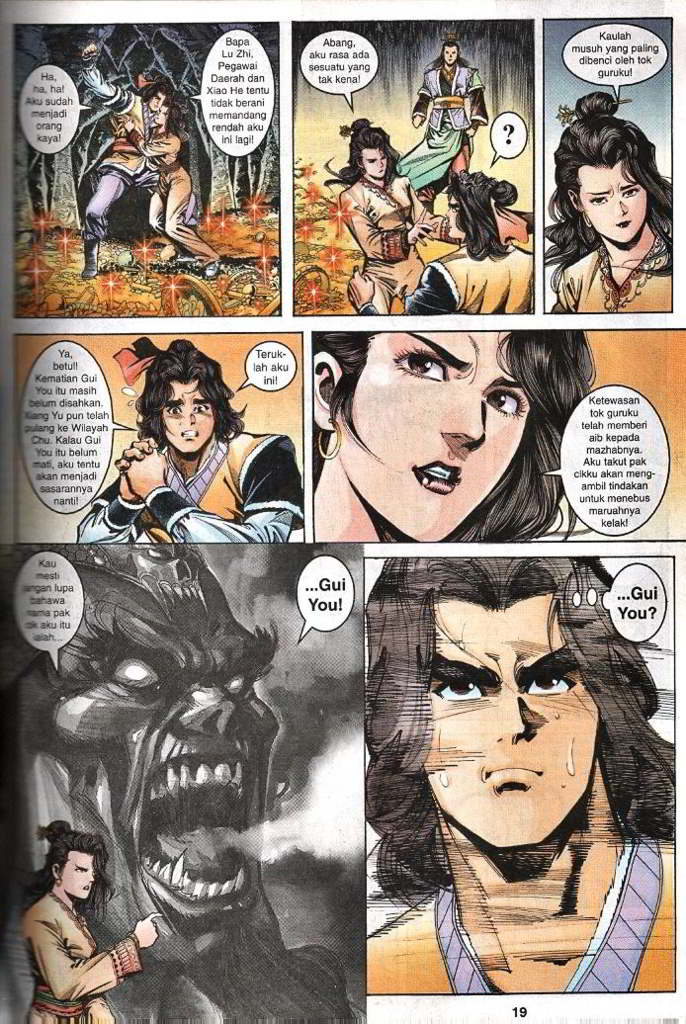 Ha,
ha, ha!
Aku sudah
menjadi
orang
kaya!
Bapa
Lu Zhi,
Pegawai
Daerah dan
Xiao He tentu
tidak berani
memandang
rendah aku
ini lagi!
Abang,
aku rasa ada
sesuatu yang
tak kena!
?
Kaulah
musuh yang paling
dibenci oleh tok
guruku!
Ya,
betul!
Kematian Gui
You itu masih
belum disahkan.
Xiang Yu pun telah
pulang ke Wilayah
Chu. Kalau Gui
You itu belum
mati, aku tentu
akan menjadi
sasarannya
nanti!
Teruk-
lah aku
ini!
Ketewasan
tok guruku
telah memberi
aib kepada
mazhabnya.
Aku takut pak
cikku akan meng-
ambil tindakan
untuk menebus
maruahnya
kelak!
Kau
mesti
jangan lupa
bahawa
nama pak
cik aku itu
ialah...
...Gui
You!
...Gui
You?
19